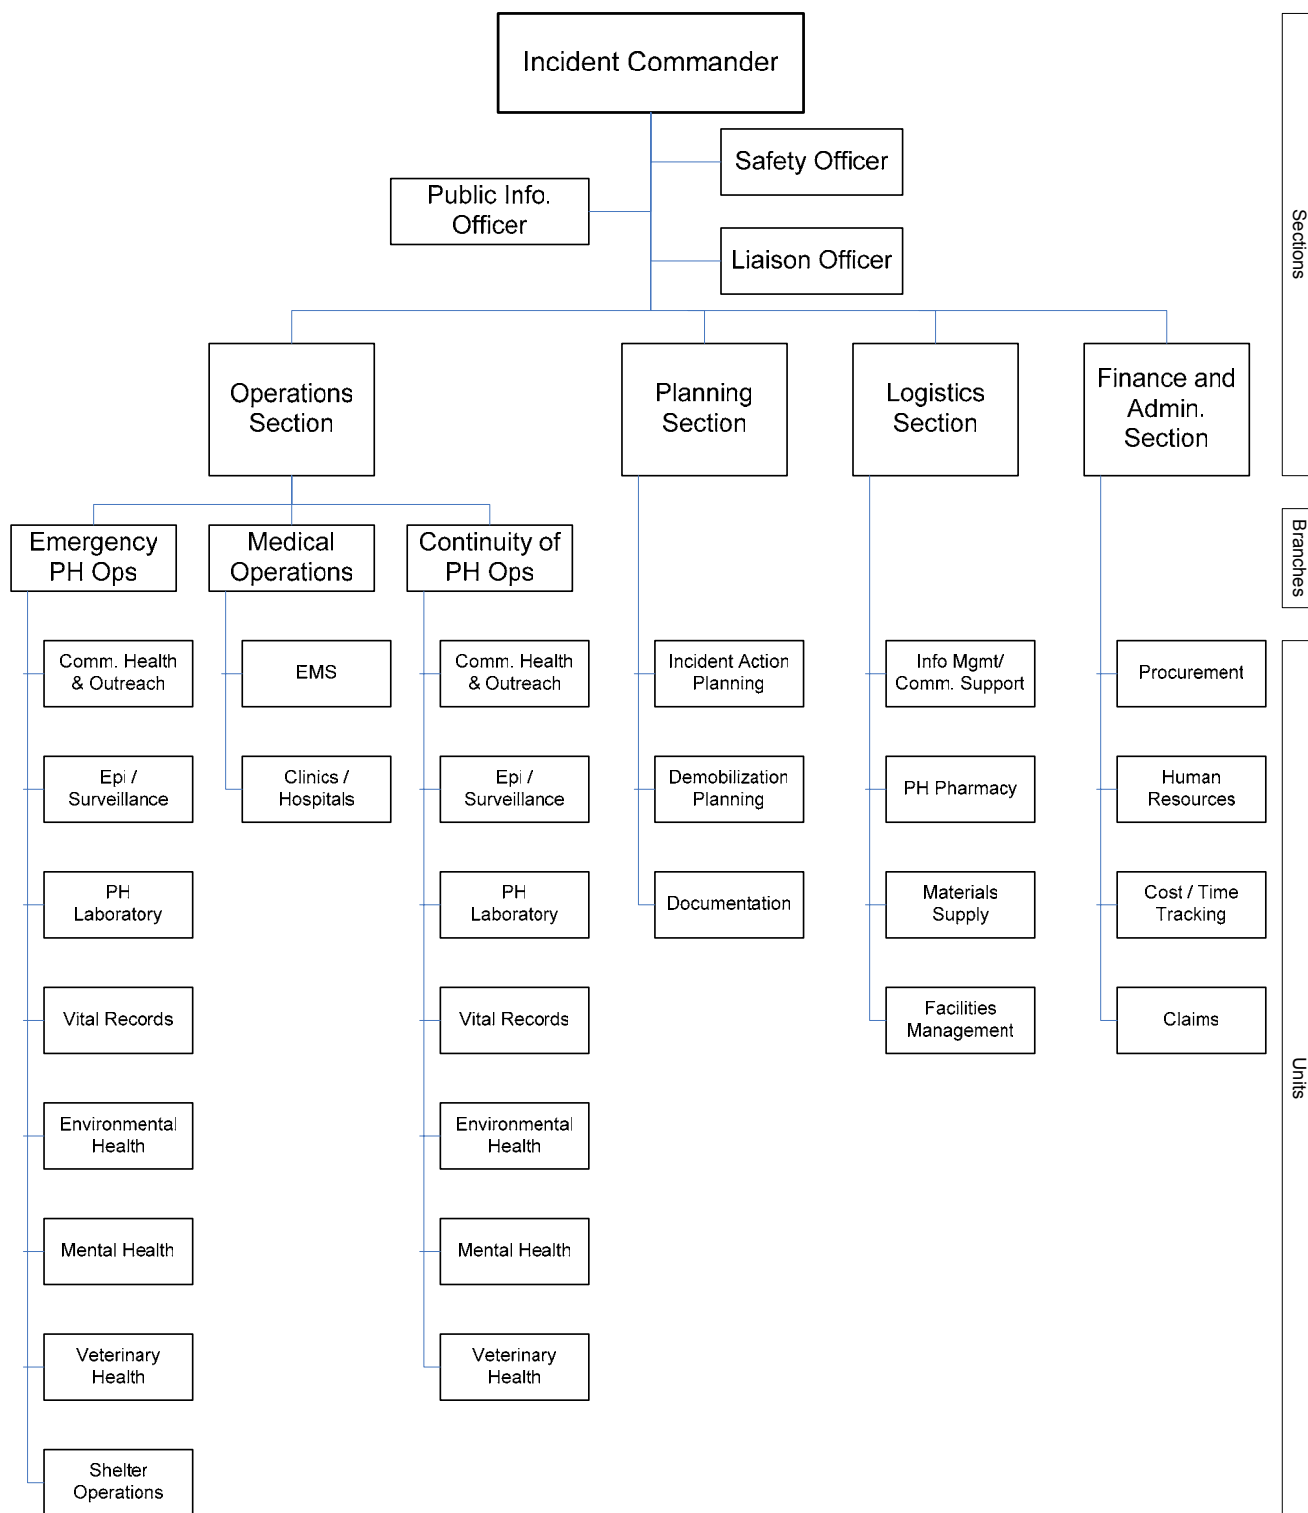 Incident Commander
Safety Officer
Public Info.
Officer
Liaison Officer
Sections
Operations
Section
Planning
Section
Logistics
Section
Finance and
Admin.
Section
Branches
Emergency
PH Ops
Medical
Operations
Continuity of
PH Ops
Units
Comm. Health
& Outreach
EMS
Comm. Health
& Outreach
Incident Action
Planning
Info Mgmt/
Comm. Support
Procurement
Epi /
Surveillance
Clinics /
Hospitals
Epi /
Surveillance
Demobilization
Planning
PH Pharmacy
Human
Resources
PH
Laboratory
PH
Laboratory
Documentation
Materials
Supply
Cost / Time
Tracking
Vital Records
Vital Records
Facilities
Management
Claims
Environmental
Health
Environmental
Health
Mental Health
Mental Health
Veterinary
Health
Veterinary
Health
Shelter
Operations